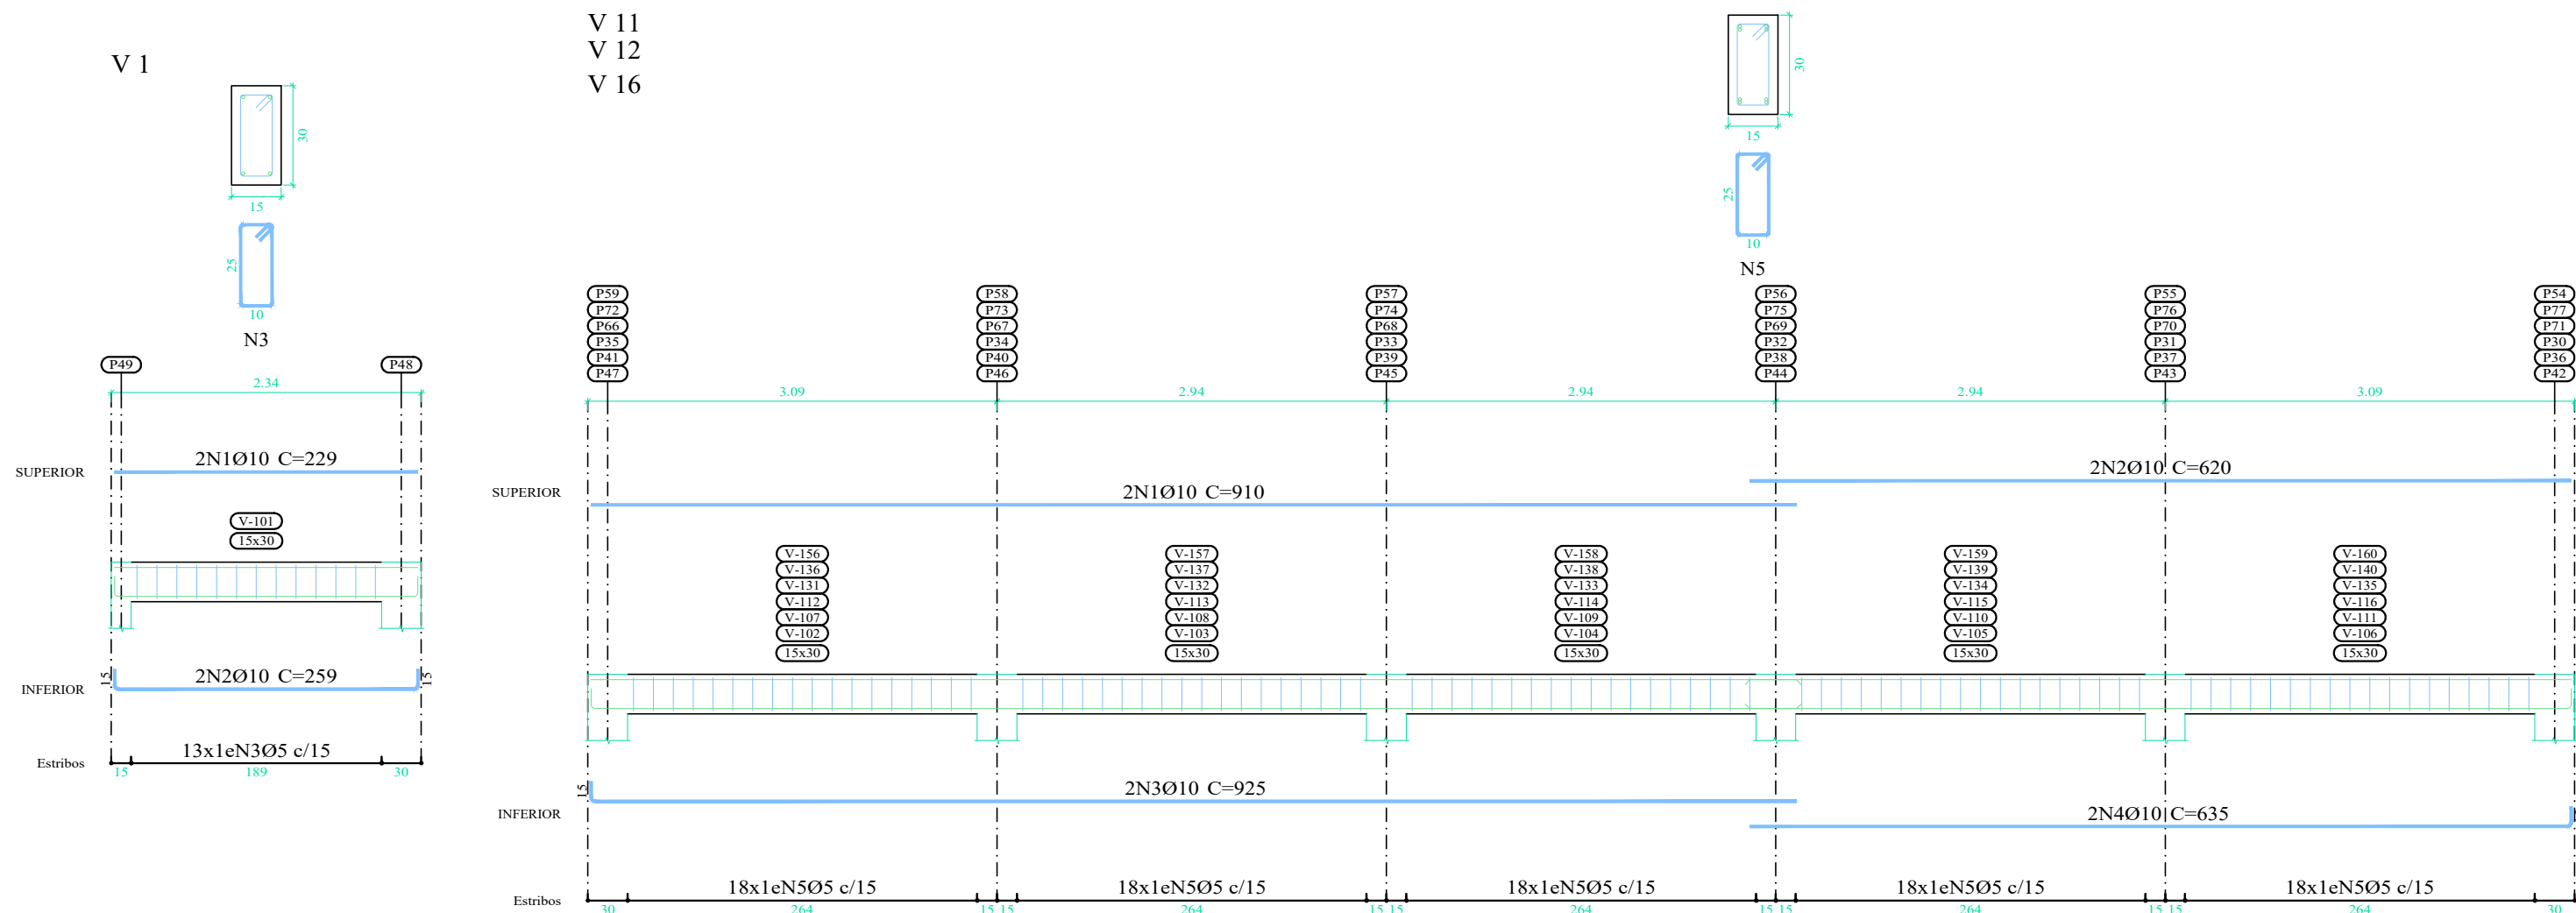 V 1
30
15
25
10
N3
P49
P48
2.34
SUPERIOR
2N1Ø10 C=229
V-101
15x30
INFERIOR
15
2N2Ø10 C=259
15
Estribos
13x1eN3Ø5 c/15
15
189
30
V 11
V 12
V 16
30
15
25
10
N5
P59 P58 P57 P56 P55 P54
P72 P73 P74 P75 P76 P77
P66 P67 P68 P69 P70 P71
P35 P34 P33 P32 P31 P30
P41 P40 P39 P38 P37 P36
P47 P46 P45 P44 P43 P42
3.09 2.94 2.94 2.94 3.09
SUPERIOR
2N2Ø10 C=620
2N1Ø10 C=910
V-156 V-157 V-158 V-159 V-160
V-136 V-137 V-138 V-139 V-140
V-131 V-132 V-133 V-134 V-135
V-112 V-113 V-114 V-115 V-116
V-107 V-108 V-109 V-110 V-111
V-102 V-103 V-104 V-105 V-106
15x30 15x30 15x30 15x30 15x30
INFERIOR
15
2N3Ø10 C=925
2N4Ø10 C=635
Estribos
18x1eN5Ø5 c/15 18x1eN5Ø5 c/15 18x1eN5Ø5 c/15 18x1eN5Ø5 c/15 18x1eN5Ø5 c/15
30 264 15 15 264 15 15 264 15 15 264 15 15 264 30